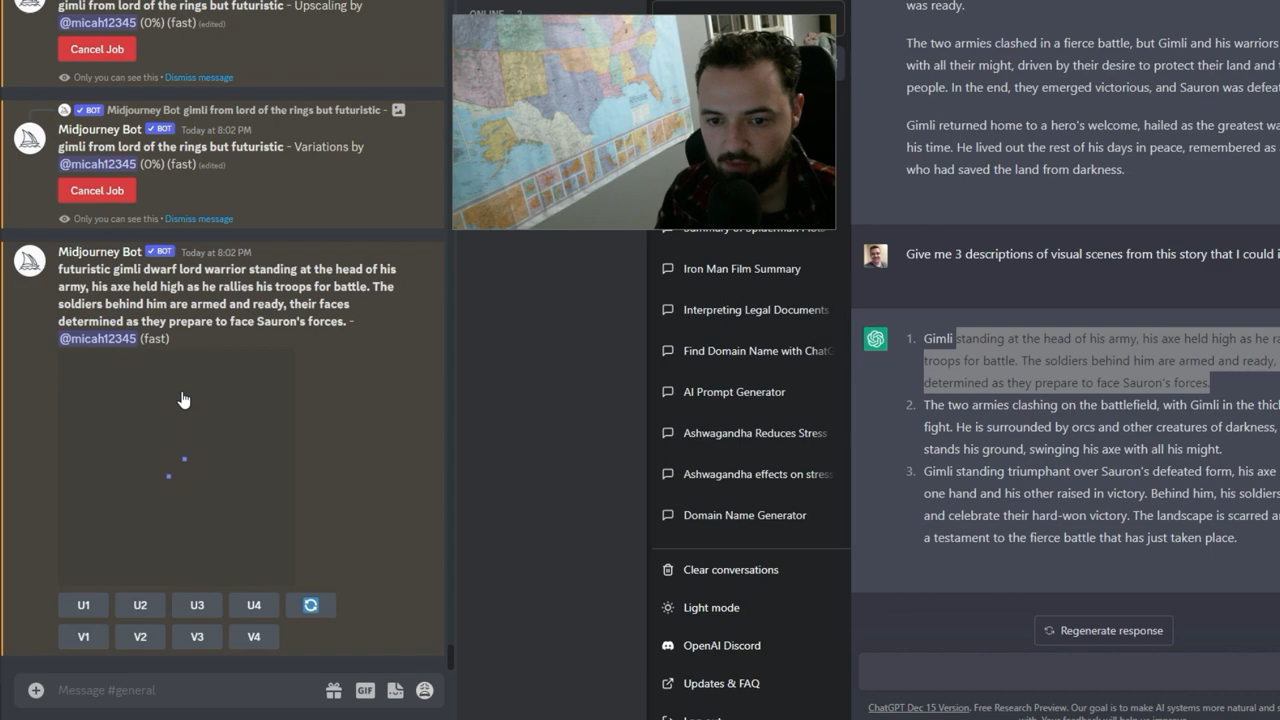 gimli from lord of the rings but futuristic - Upscaling by
@micah12345 (0%) (fast) (edited)
Cancel Job
Only you can see this • Dismiss message
BOT Midjourney Bot gimli from lord of the rings but futuristic -
Midjourney Bot BOT Today at 8:02 PM
gimli from lord of the rings but futuristic - Variations by
@micah12345 (0%) (fast) (edited)
Cancel Job
Only you can see this • Dismiss message
Midjourney Bot BOT Today at 8:02 PM
futuristic gimli dwarf lord warrior standing at the head of his
army, his axe held high as he rallies his troops for battle. The
soldiers behind him are armed and ready, their faces
determined as they prepare to face Sauron's forces. -
@micah12345 (fast)
U1 U2 U3 U4
V1 V2 V3 V4
Message #general
GIF
Iron Man Film Summary
Interpreting Legal Documents
Find Domain Name with ChatG
AI Prompt Generator
Ashwagandha Reduces Stress
Ashwagandha effects on stress
Domain Name Generator
Clear conversations
Light mode
OpenAI Discord
Updates & FAQ
was ready.
The two armies clashed in a fierce battle, but Gimli and his warriors
with all their might, driven by their desire to protect their land and
people. In the end, they emerged victorious, and Sauron was defea
Gimli returned home to a hero's welcome, hailed as the greatest wa
his time. He lived out the rest of his days in peace, remembered as
who had saved the land from darkness.
Give me 3 descriptions of visual scenes from this story that I could i
1. Gimli standing at the head of his army, his axe held high as he ra
troops for battle. The soldiers behind him are armed and ready,
determined as they prepare to face Sauron's forces.
2. The two armies clashing on the battlefield, with Gimli in the thick
fight. He is surrounded by orcs and other creatures of darkness,
stands his ground, swinging his axe with all his might.
3. Gimli standing triumphant over Sauron's defeated form, his axe
one hand and his other raised in victory. Behind him, his soldiers
and celebrate their hard-won victory. The landscape is scarred an
a testament to the fierce battle that has just taken place.
Regenerate response
ChatGPT Dec 15 Version. Free Research Preview. Our goal is to make AI systems more natural and s